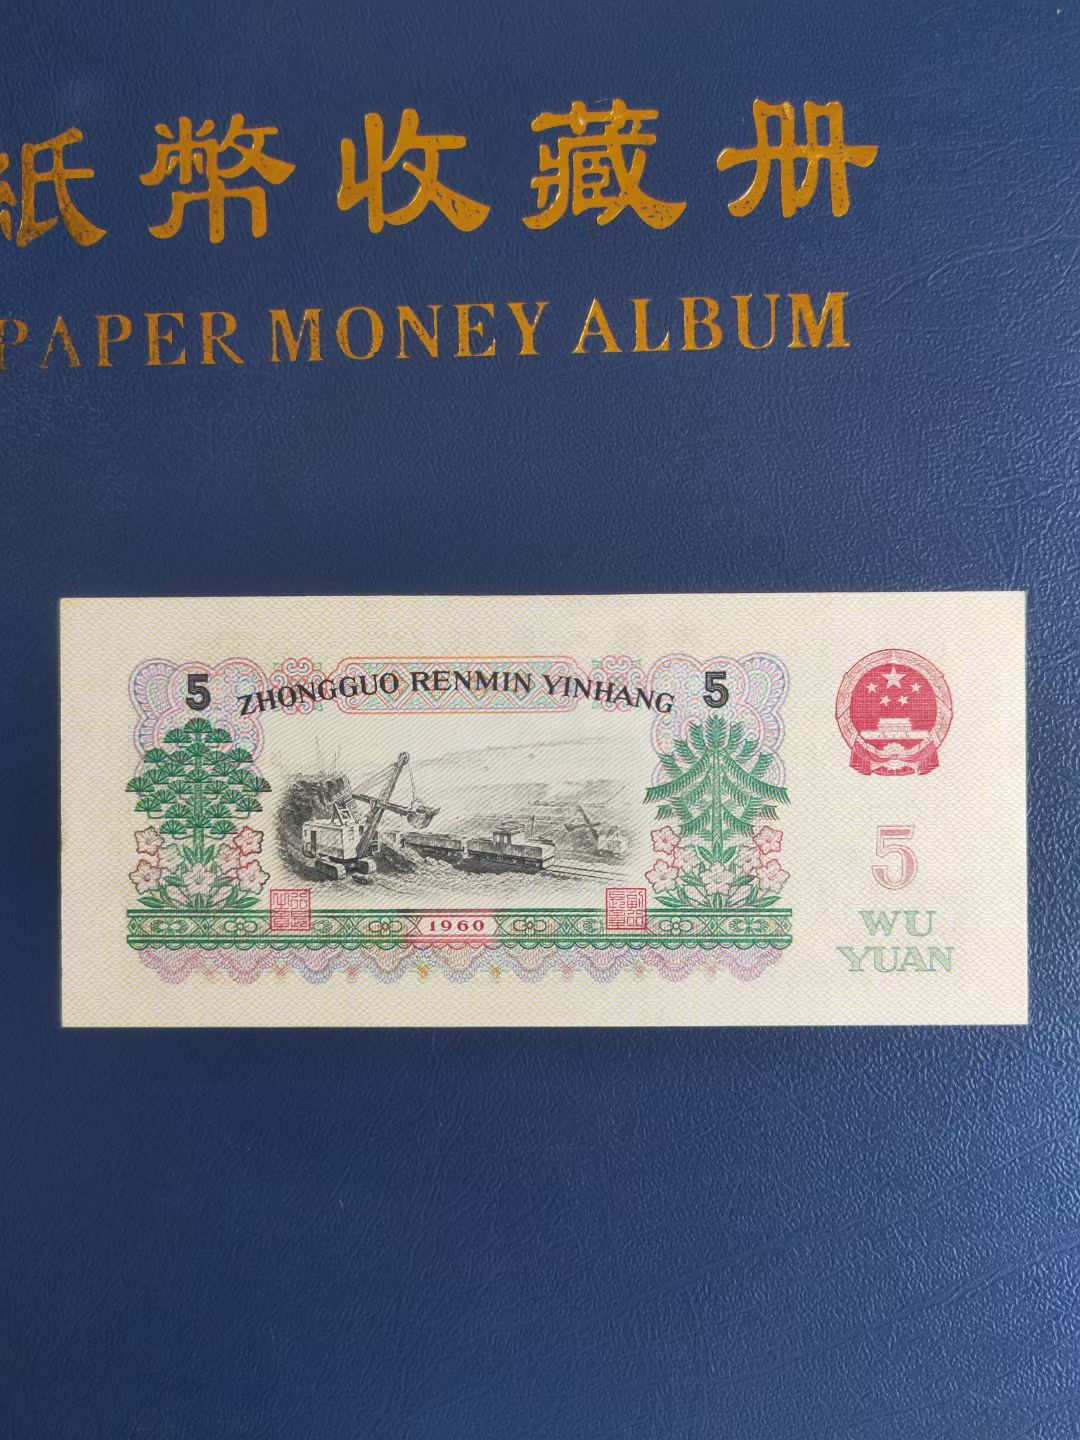 纸幣收藏册
PAPER MONEY ALBUM
5 ZHONGGUO RENMIN YINHANG 5
1960
5
WU
YUAN